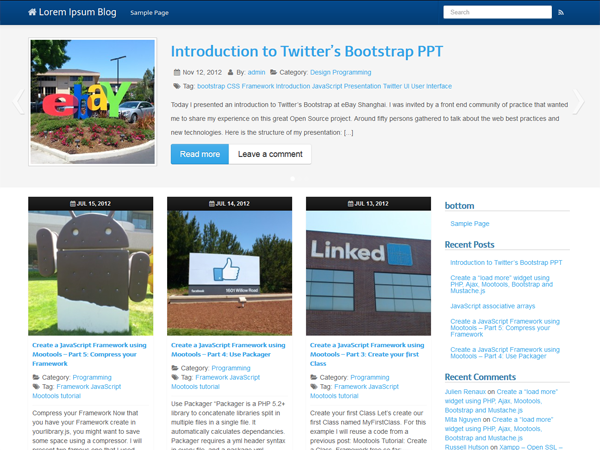 Lorem Ipsum Blog
Sample Page
Search
Introduction to Twitter's Bootstrap PPT
Nov 12, 2012 By: admin Category: Design Programming
Tag: bootstrap CSS Framework Introduction JavaScript Presentation Twitter UI User Interface
Today I presented an introduction to Twitter's Bootstrap at eBay Shanghai. I was invited by a front end community of practice that wanted
me to share my experience on this great Open Source project. Around fifty persons gathered to talk about the web best practices and
new technologies. Here is the structure of my presentation: [...]
Read more
Leave a comment
ebay
JUL 15, 2012
Create a JavaScript Framework using
Mootools – Part 5: Compress your
Framework
Category: Programming
Tag: Framework JavaScript
Mootools tutorial
Compress your Framework Now that
you have your Framework create in
yourlibrary.js, you might want to save
some space using a compressor. I will
JUL 14, 2012
facebook
1601 Willow Road
Create a JavaScript Framework using
Mootools – Part 4: Use Packager
Category: Programming
Tag: Framework JavaScript
Mootools tutorial
Use Packager "Packager is a PHP 5.2+
library to concatenate libraries split in
multiple files in a single file. It
automatically calculates dependancies.
Packager requires a yml header syntax
JUL 13, 2012
Linked
Create a JavaScript Framework using
Mootools – Part 3: Create your first
Class
Category: Programming
Tag: Framework JavaScript
Mootools tutorial
Create your first Class Let's create our
first Class named MyFirstClass. For this
example I will reuse code from a
previous post: Mootools Tutorial: Create
bottom
Sample Page
Recent Posts
Introduction to Twitter's Bootstrap PPT
Create a "load more" widget using
PHP, Ajax, Mootools, Bootstrap and
Mustache.js
JavaScript associative arrays
Create a JavaScript Framework using
Mootools – Part 5: Compress your
Framework
Create a JavaScript Framework using
Mootools – Part 4: Use Packager
Recent Comments
Julien Renaux on Create a "load more"
widget using PHP, Ajax, Mootools,
Bootstrap and Mustache.js
Mita Nguyen on Create a "load more"
widget using PHP, Ajax, Mootools,
Bootstrap and Mustache.js
Russell Hutson on Xampp – Open SSL –